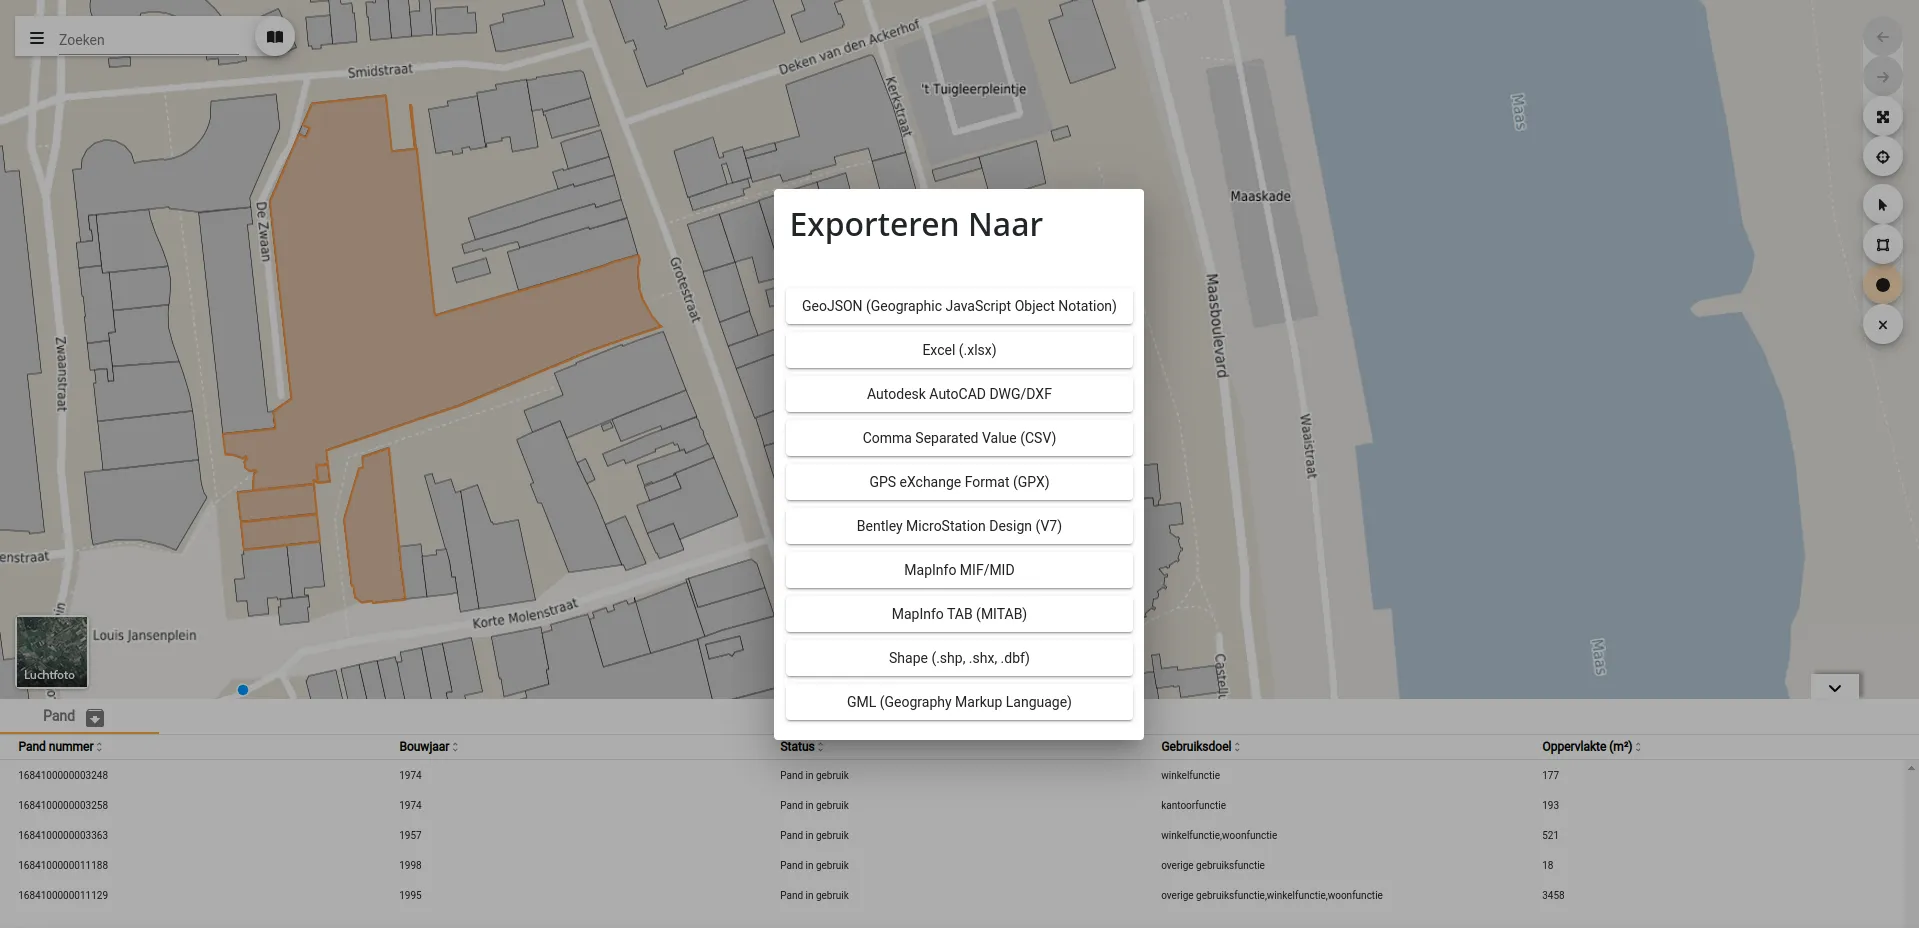 Zoeken
Smidstraat
Deken van den Ackerhof
Kerkstraat
't Tuigleerpleintje
Maas
Maaskade
De Zwaan
Grotestraat
Maasboulevard
Zwaanstraat
Waaistraat
enstraat
Korte Molenstraat
Louis Jansenplein
Luchtfoto
Maas
Exporteren Naar
GeoJSON (Geographic JavaScript Object Notation)
Excel (.xlsx)
Autodesk AutoCAD DWG/DXF
Comma Separated Value (CSV)
GPS eXchange Format (GPX)
Bentley MicroStation Design (V7)
MapInfo MIF/MID
MapInfo TAB (MITAB)
Shape (.shp, .shx, .dbf)
GML (Geography Markup Language)
Pand
Pand nummer Bouwjaar Status Gebruiksdoel Oppervlakte (m²)
1684100000003248 1974 Pand in gebruik winkelfunctie 177
1684100000003258 1974 Pand in gebruik kantoorfunctie 193
1684100000003363 1957 Pand in gebruik winkelfunctie,woonfunctie 521
1684100000011188 1998 Pand in gebruik overige gebruiksfunctie 18
1684100000011129 1995 Pand in gebruik overige gebruiksfunctie,winkelfunctie,woonfunctie 3458